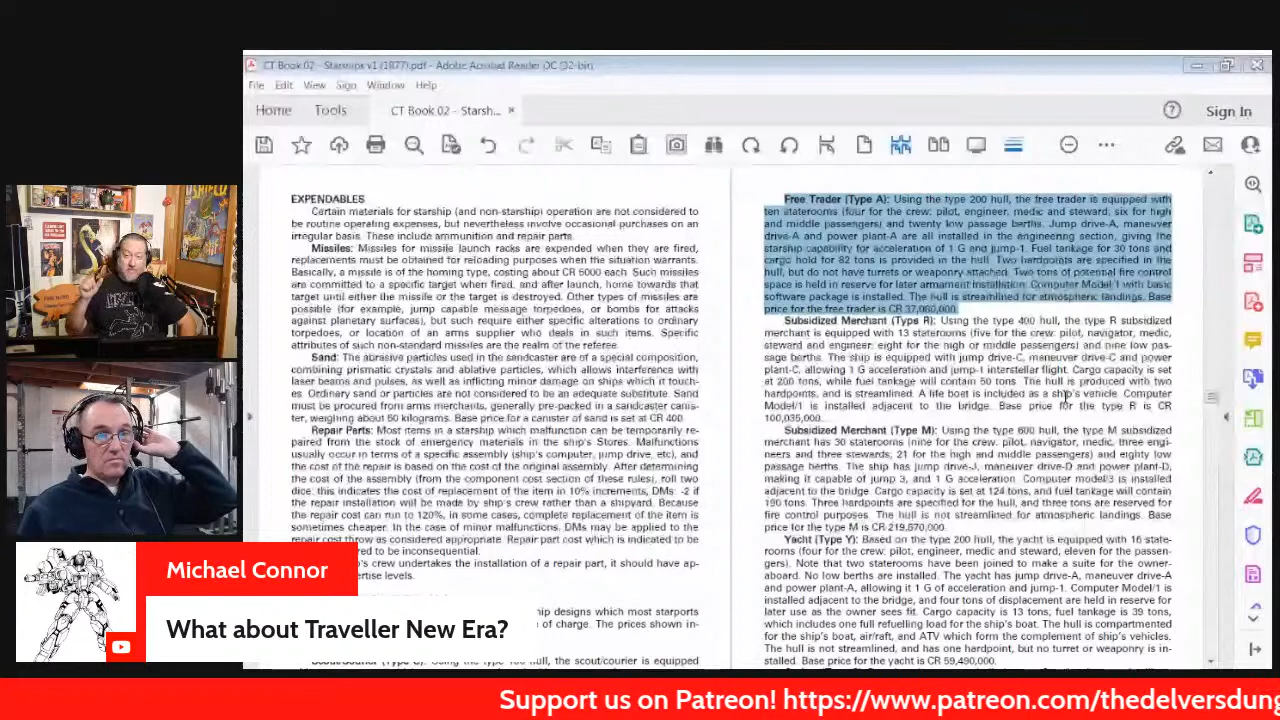 CT Book 02 - Starships v1 (1977).pdf - Adobe Acrobat Reader DC (32-bit)
File Edit View Sign Window Help
Home Tools CT Book 02 – Starsh... ×
Sign In
EXPENDABLES
Certain materials for starship (and non-starship) operation are not considered to
be routine operating expenses, but nevertheless involve occasional purchases on an
irregular basis. These include ammunition and repair parts.
Missiles: Missiles for missile launch racks are expended when they are fired,
replacements must be obtained for reloading purposes when the situation warrants.
Basically, a missile is of the homing type, costing about CR 5000 each. Such missiles
are committed to a specific target when fired, and after launch, home towards that
target until either the missile or the target is destroyed. Other types of missiles are
possible (for example, jump capable message torpedoes, or bombs for attacks
against planetary surfaces), but such require either specific alterations to ordinary
torpedoes, or location of an arms supplier who deals in such items. Specific
attributes of such non-standard missiles are the realm of the referee.
Sand: The abrasive particles used in the sandcaster are of a special composition,
combining prismatic crystals and ablative particles, which allows interference with
laser beams and pulses, as well as inflicting minor damage on ships which it touch-
es. Ordinary sand or particles are not considered to be an adequate substitute. Sand
must be procured from arms merchants, generally pre-packed in a sandcaster canis-
ter, weighing about 50 kilograms. Base price for a canister of sand is set at CR 400.
Repair Parts: Most items in a starship which can malfunction can be temporarily re-
paired from the stock of emergency materials in the ship's Stores. Malfunctions
usually occur in terms of a specific assembly (ship's computer, jump drive, etc), and
the cost of the repair is based on the cost of the original assembly. After determining
the cost of the assembly (from the component cost section of these rules), roll two
dice: this indicates the cost of replacement of the item in 10% increments, DMs: -2 if
the repair installation will be made by ship's crew rather than a shipyard. Because
the repair cost can run to 120%, in some cases, complete replacement of the item is
sometimes cheaper. In the case of minor malfunctions, DMs may be applied to the
repair cost throw as considered appropriate. Repair part cost which is indicated to be
red to be inconsequential.
's crew undertakes the installation of a repair part, it should have ap-
ertise levels.
hip designs which most starports
of charge. The prices shown in-
hull, the scout/courier is equipped
Free Trader (Type A): Using the type 200 hull, the free trader is equipped with
ten staterooms (four for the crew: pilot, engineer, medic and steward; six for high
and middle passengers) and twenty low passage berths. Jump drive-A, maneuver
drive-A and power plant-A are all installed in the engineering section, giving the
starship capability for acceleration of 1 G and jump-1. Fuel tankage for 30 tons and
cargo hold for 82 tons is provided in the hull. Two hardpoints are specified in the
hull, but do not have turrets or weaponry attached. Two tons of potential fire control
space is held in reserve for later armament installation. Computer Model/1 with basic
software package is installed. The hull is streamlined for atmospheric landings. Base
price for the free trader is CR 37,080,000.
Subsidized Merchant (Type R): Using the type 400 hull, the type R subsidized
merchant is equipped with 13 staterooms (five for the crew: pilot, navigator, medic,
steward and engineer; eight for the high or middle passengers) and nine low pas-
sage berths. The ship is equipped with jump drive-C, maneuver drive-C and power
plant-C, allowing 1 G acceleration and jump-1 interstellar flight. Cargo capacity is set
at 200 tons, while fuel tankage will contain 50 tons. The hull is produced with two
hardpoints, and is streamlined. A life boat is included as a ship's vehicle. Computer
Model/1 is installed adjacent to the bridge. Base price for the type R is CR
100,035,000.
Subsidized Merchant (Type M): Using the type 600 hull, the type M subsidized
merchant has 30 staterooms (nine for the crew: pilot, navigator, medic, three engi-
neers and three stewards, 21 for the high and middle passengers) and eighty low
passage berths. The ship has jump drive-J, maneuver drive-D and power plant-D,
making it capable of jump 3, and 1 G acceleration. Computer model/3 is installed
adjacent to the bridge. Cargo capacity is set at 124 tons, and fuel tankage will contain
190 tons. Three hardpoints are specified for the hull, and three tons are reserved for
fire control purposes. The hull is not streamlined for atmospheric landings. Base
price for the type M is CR 219,570,000.
Yacht (Type Y): Based on the type 200 hull, the yacht is equipped with 16 state-
rooms (four for the crew: pilot, engineer, medic and steward, eleven for the passen-
gers). Note that two staterooms have been joined to make a suite for the owner-
aboard. No low berths are installed. The yacht has jump drive-A, maneuver drive-A
and power plant-A, allowing it 1 G of acceleration and jump-1. Computer Model/1 is
installed adjacent to the bridge, and four tons of displacement are held in reserve for
later use as the owner sees fit. Cargo capacity is 13 tons, fuel tankage is 39 tons,
which includes one full refuelling load for the ship's boat. The hull is compartmented
for the ship's boat, air/raft, and ATV which form the complement of ship's vehicles.
The hull is not streamlined, and has one hardpoint, but no turret or weaponry is in-
stalled. Base price for the yacht is CR 59,490,000.
Michael Connor
What about Traveller New Era?
Support us on Patreon! https://www.patreon.com/thedelversdung